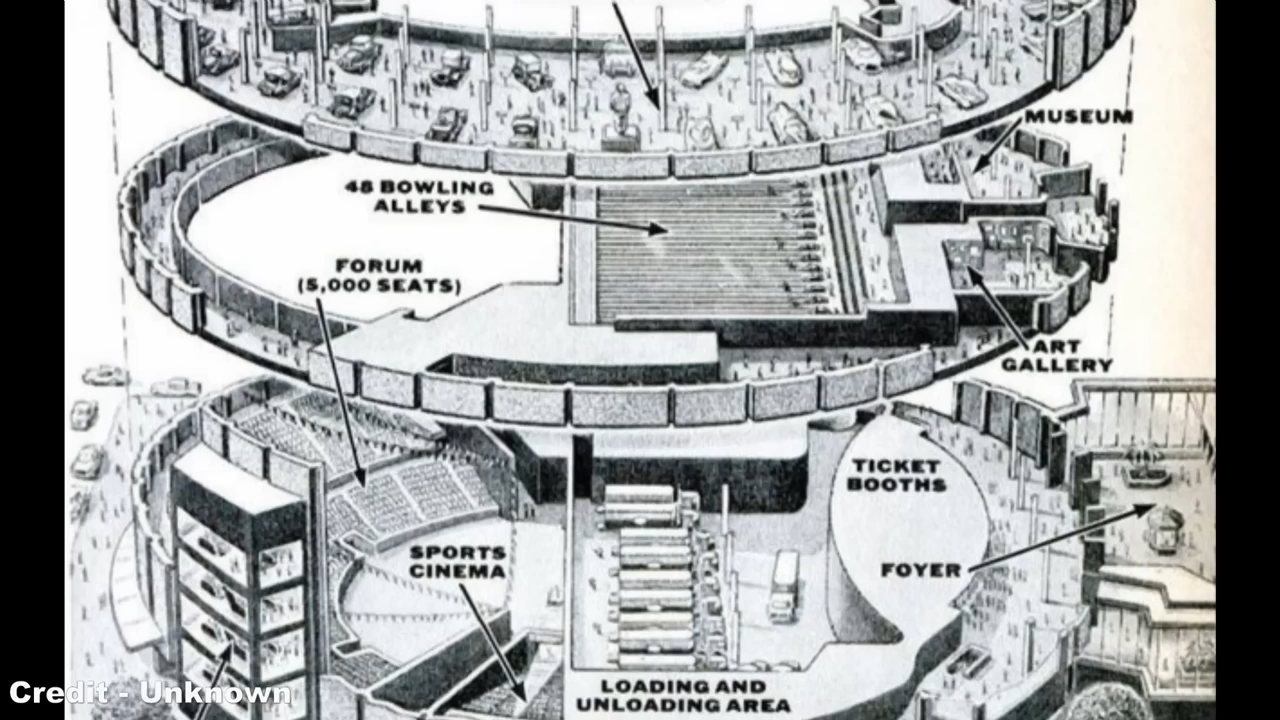 MUSEUM
48 BOWLING
ALLEYS
FORUM
(5,000 SEATS)
ART
GALLERY
TICKET
BOOTHS
SPORTS
CINEMA
FOYER
LOADING AND
UNLOADING AREA
Credit - Unknown